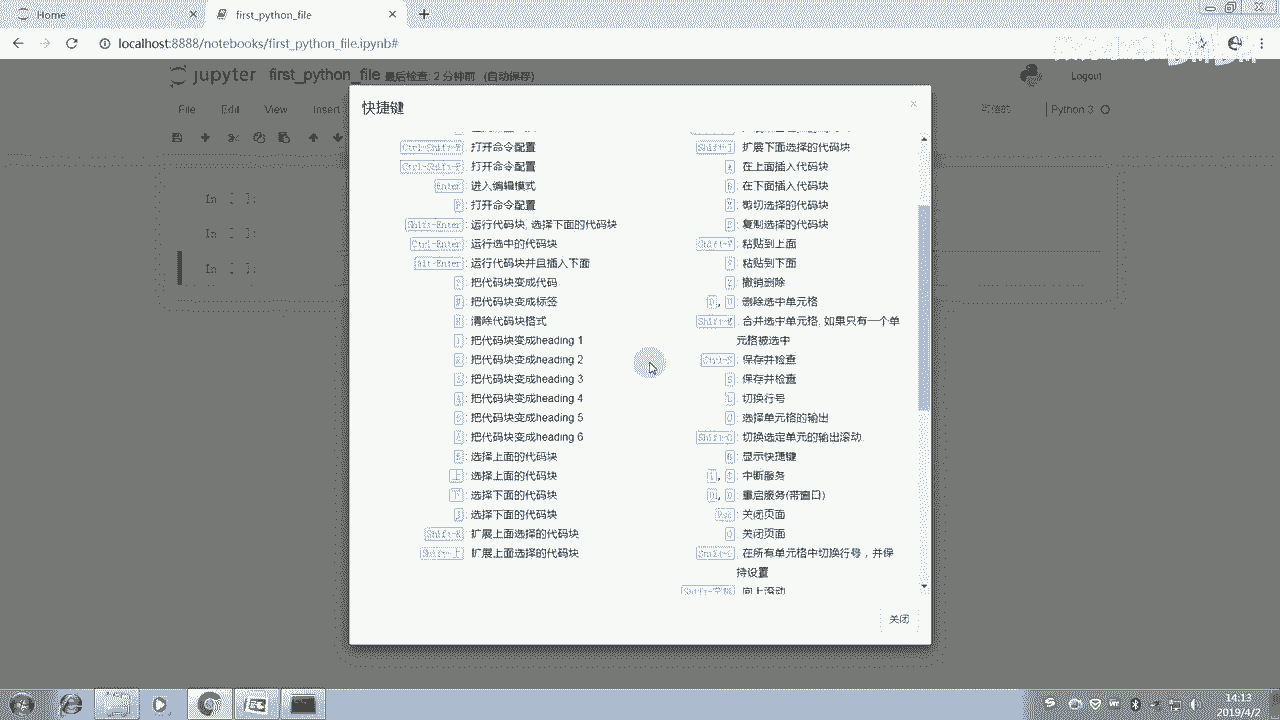 Home
first_python_file
localhost:8888/notebooks/first_python_file.ipynb#
jupyter first_python_file 最后检查: 2 分钟前 (自动保存)
Logout
File Edit View Insert
可信的
Python 3
快捷键
打开命令配置
Ctrl-Shift-P 打开命令配置
Enter : 进入编辑模式
P : 打开命令配置
Shift-Enter : 运行代码块, 选择下面的代码块
Ctrl-Enter : 运行选中的代码块
Alt-Enter : 运行代码块并且插入下面
: 把代码块变成代码
: 把代码块变成标签
: 清除代码块格式
: 把代码块变成heading 1
: 把代码块变成heading 2
: 把代码块变成heading 3
: 把代码块变成heading 4
: 把代码块变成heading 5
: 把代码块变成heading 6
: 选择上面的代码块
上 : 选择上面的代码块
下 : 选择下面的代码块
: 选择下面的代码块
Shift-K : 扩展上面选择的代码块
Shift-上 : 扩展上面选择的代码块
Shift-J : 扩展下面选择的代码块
A : 在上面插入代码块
B : 在下面插入代码块
X : 剪切选择的代码块
: 复制选择的代码块
Shift-V : 粘贴到上面
: 粘贴到下面
Z : 撤销删除
D, D : 删除选中单元格
Shift-M : 合并选中单元格, 如果只有一个单
元格被选中
Ctrl-S : 保存并检查
S : 保存并检查
L : 切换行号
O : 选择单元格的输出
Shift-O : 切换选定单元的输出滚动
: 显示快捷键
: 中断服务
: 重启服务(带窗口)
Esc : 关闭页面
Q : 关闭页面
Shift-L : 在所有单元格中切换行号，并保
持设置
Shift-空格 : 向上滚动
关闭
In [ ]:
In [ ]:
In [ ]:
14:13
2019/4/2